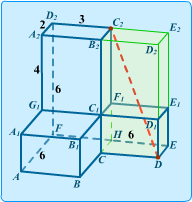 D₂ 3 C₂
2
A₂ B₂ E₂
D₂
4 6
G₁ C₁ F₁
D₁ E₁
A₁ F B₁ H 6 E
6 C D
A B